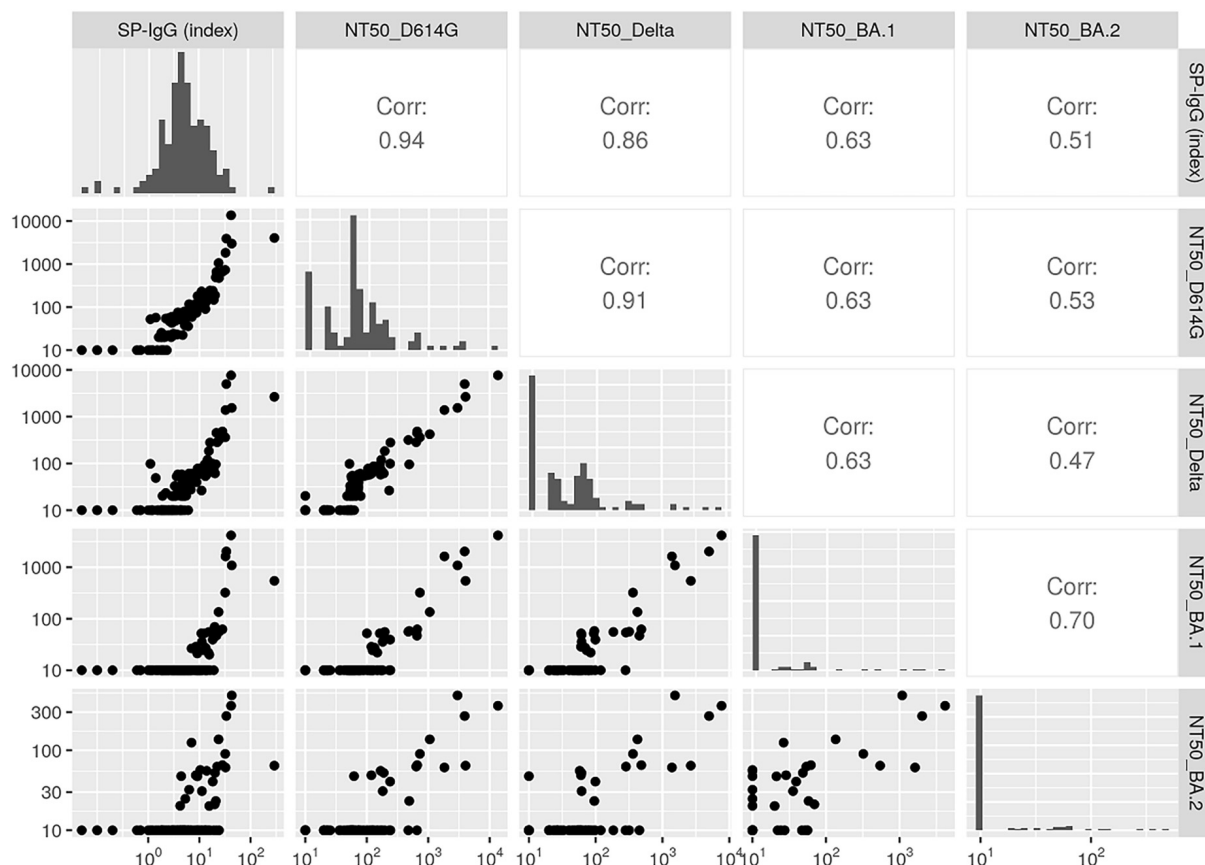 SP-IgG (index) NT50_D614G NT50_Delta NT50_BA.1 NT50_BA.2
SP-IgG (index)
Corr:
0.94
Corr:
0.86
Corr:
0.63
Corr:
0.51
NT50_D614G
10000
1000
100
10
Corr:
0.91
Corr:
0.63
Corr:
0.53
NT50_Delta
10000
1000
100
10
Corr:
0.63
Corr:
0.47
NT50_BA.1
1000
100
10
Corr:
0.70
NT50_BA.2
300
100
30
10
10⁰ 10¹ 10² 10¹ 10² 10³ 10⁴ 10¹ 10² 10³ 10⁴ 10¹ 10² 10³ 10²